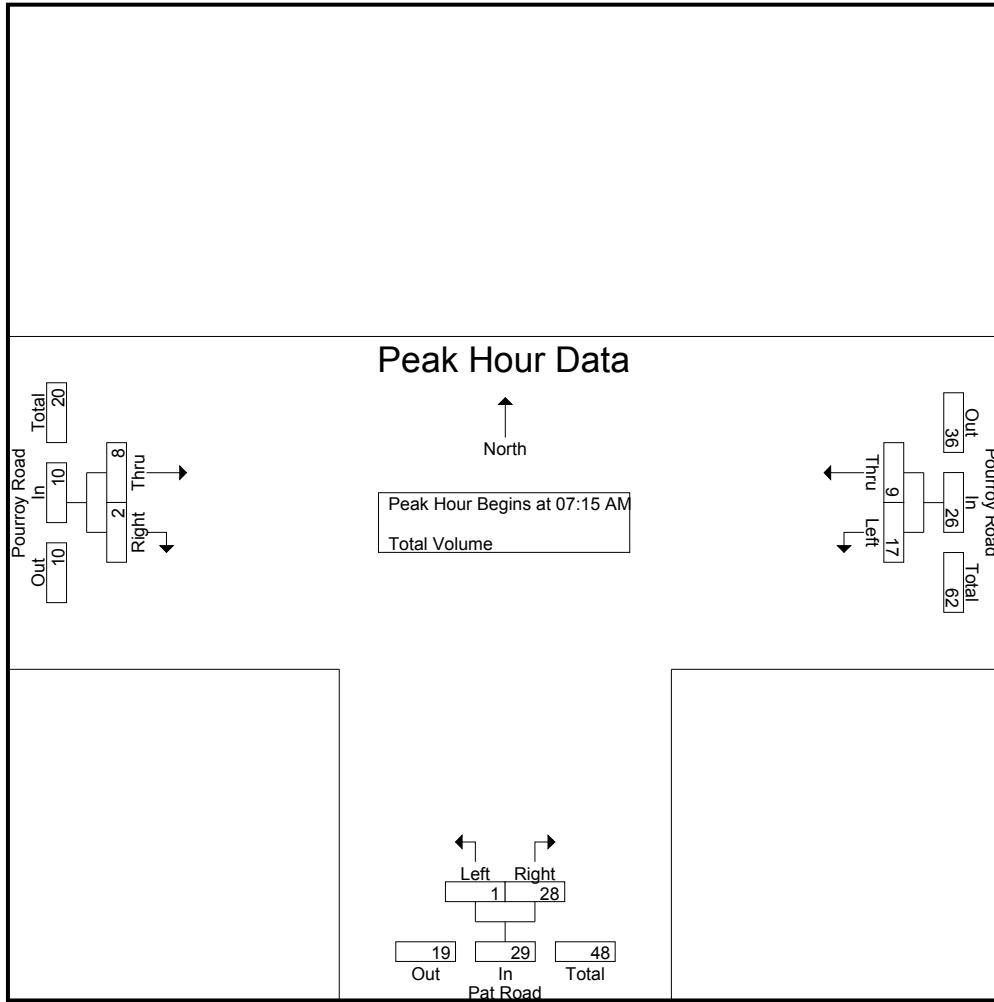 Peak Hour Data
North
Peak Hour Begins at 07:15 AM
Total Volume
Pourroy Road
Out
In
Total
10
10
20
Right
Thru
2
8
Pourroy Road
Out
In
Total
36
26
62
Thru
Left
9
17
Left
Right
1
28
19
29
48
Out
In
Total
Pat Road